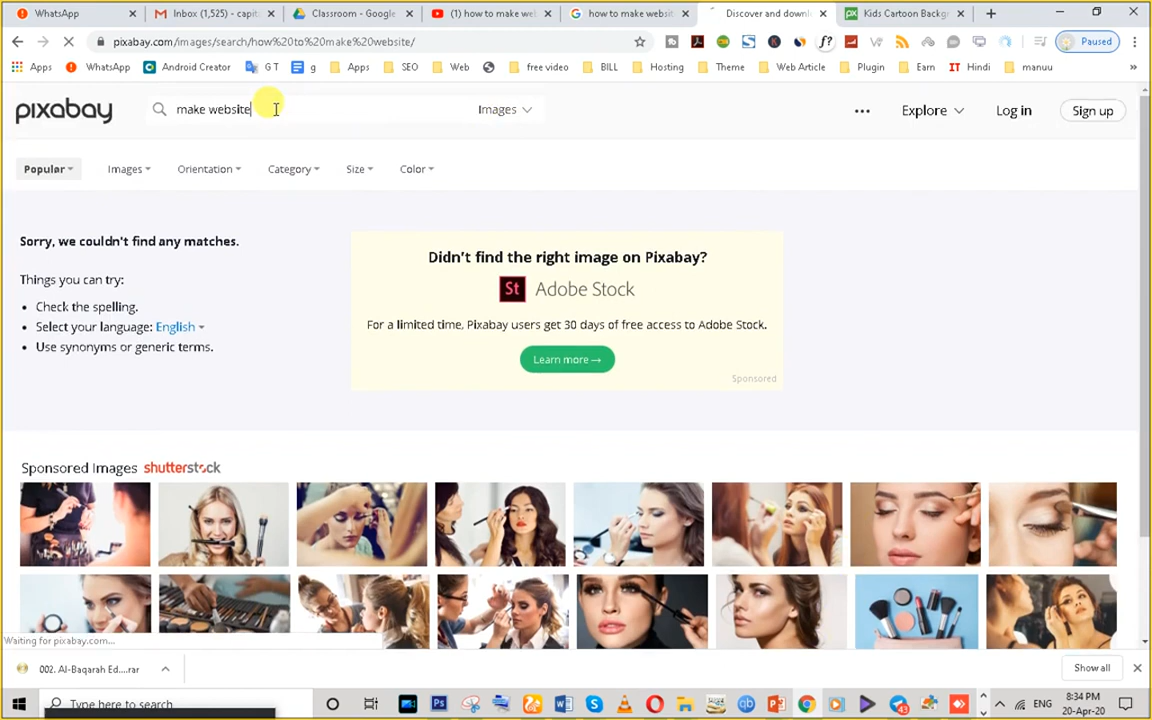 WhatsApp
Inbox (1,525) - capit
Classroom - Google
(1) how to make web
how to make websit
Discover and downl
Kids Cartoon Backg
pixabay.com/images/search/how%20to%20make%20website/
Paused
Apps
WhatsApp
Android Creator
G T
g
Apps
SEO
Web
free video
BILL
Hosting
Theme
Web Article
Plugin
Earn
IT Hindi
manuu
»
pixabay
make website
Images
Explore
Log in
Sign up
Popular
Images
Orientation
Category
Size
Color
Sorry, we couldn't find any matches.
Things you can try:
• Check the spelling.
• Select your language: English
• Use synonyms or generic terms.
Didn't find the right image on Pixabay?
St Adobe Stock
For a limited time, Pixabay users get 30 days of free access to Adobe Stock.
Learn more →
Sponsored
Sponsored Images shutterstock
Waiting for pixabay.com...
002. Al-Baqarah Ed....rar
Show all
Type here to search
ENG
8:34 PM
20-Apr-20